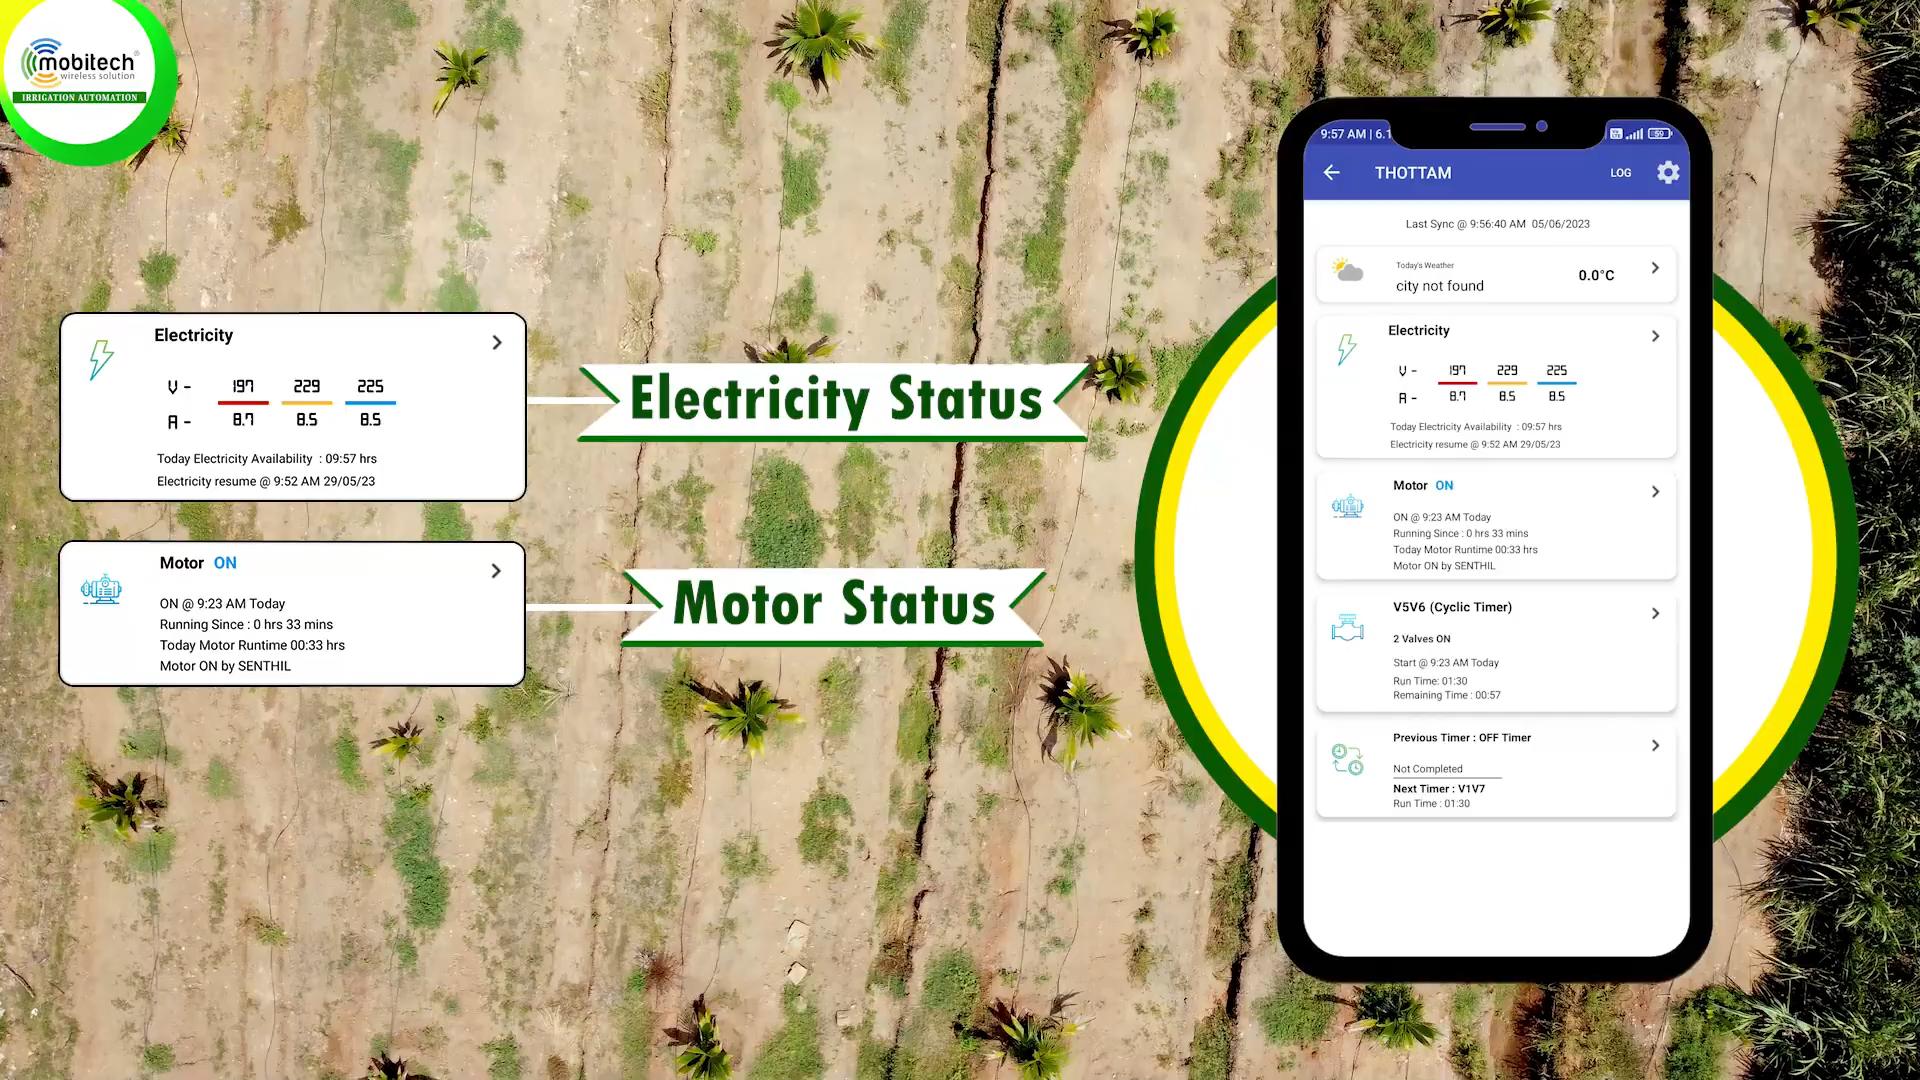 mobitech®
wireless solution
IRRIGATION AUTOMATION
Electricity
V - 197 229 225
A - 8.7 8.5 8.5
Today Electricity Availability : 09:57 hrs
Electricity resume @ 9:52 AM 29/05/23
Motor ON
ON @ 9:23 AM Today
Running Since : 0 hrs 33 mins
Today Motor Runtime 00:33 hrs
Motor ON by SENTHIL
Electricity Status
Motor Status
9:57 AM | 6.1
59
THOTTAM LOG
Last Sync @ 9:56:40 AM 05/06/2023
Today's Weather
city not found 0.0°C
Electricity
V - 197 229 225
A - 8.7 8.5 8.5
Today Electricity Availability : 09:57 hrs
Electricity resume @ 9:52 AM 29/05/23
Motor ON
ON @ 9:23 AM Today
Running Since : 0 hrs 33 mins
Today Motor Runtime 00:33 hrs
Motor ON by SENTHIL
V5V6 (Cyclic Timer)
2 Valves ON
Start @ 9:23 AM Today
Run Time: 01:30
Remaining Time : 00:57
Previous Timer : OFF Timer
Not Completed
Next Timer : V1V7
Run Time : 01:30